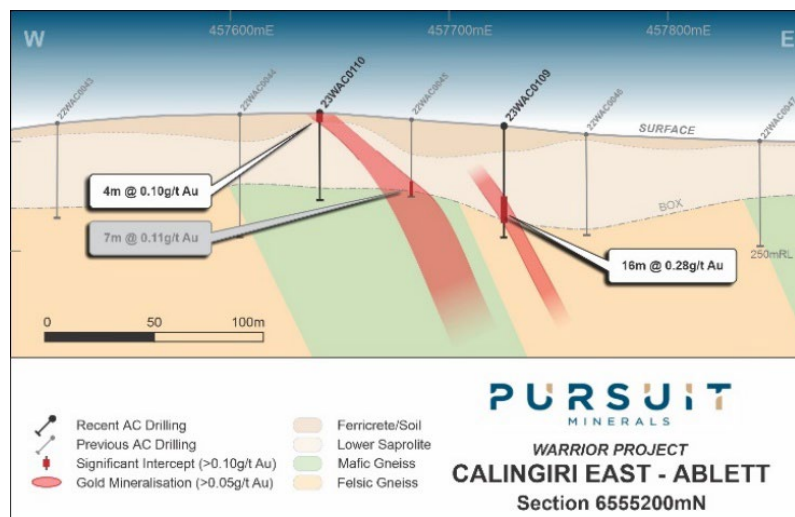 W
457600mE
457700mE
457800mE
E
22WAC0043
22WAC0044
23WAC0110
22WAC0045
23WAC0109
22WAC0046
22WAC0047
SURFACE
4m @ 0.10g/t Au
7m @ 0.11g/t Au
BOX
16m @ 0.28g/t Au
250mRL
0 50 100m
Recent AC Drilling
Previous AC Drilling
Significant Intercept (>0.10g/t Au)
Gold Mineralisation (>0.05g/t Au)
Ferricrete/Soil
Lower Saprolite
Mafic Gneiss
Felsic Gneiss
PURSUIT
MINERALS
WARRIOR PROJECT
CALINGIRI EAST - ABLETT
Section 6555200mN